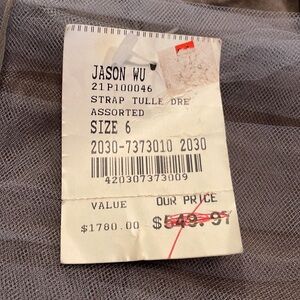 JASON WU
21P100046
STRAP TULLE DRE
ASSORTED
SIZE 6
2030-7373010 2030
420307373009
VALUE OUR PRICE
$1780.00 $549.97